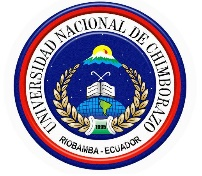 UNIVERSIDAD NACIONAL DE CHIMBORAZO
RIOBAMBA - ECUADOR